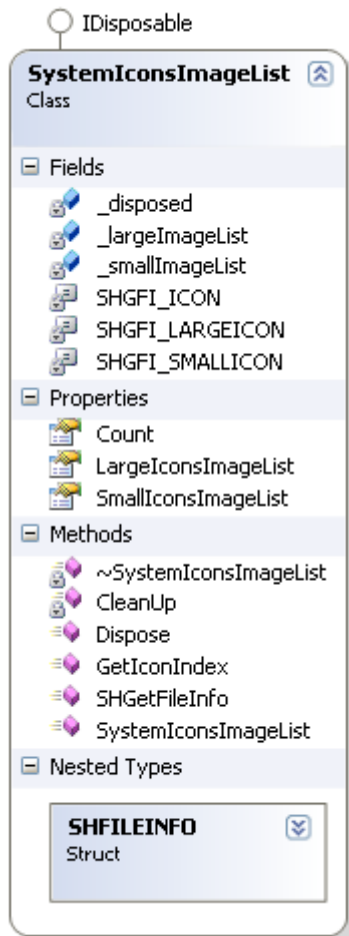 IDisposable
SystemIconsImageList
Class
Fields
_disposed
_largeImageList
_smallImageList
SHGFI_ICON
SHGFI_LARGEICON
SHGFI_SMALLICON
Properties
Count
LargeIconsImageList
SmallIconsImageList
Methods
~SystemIconsImageList
CleanUp
Dispose
GetIconIndex
SHGetFileInfo
SystemIconsImageList
Nested Types
SHFILEINFO
Struct